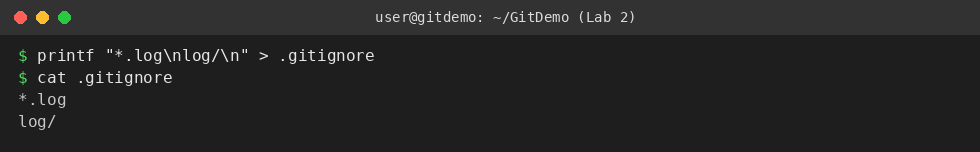 user@gitdemo: ~/GitDemo (Lab 2)
$ printf "*.log\nlog/\n" > .gitignore
$ cat .gitignore
*.log
log/